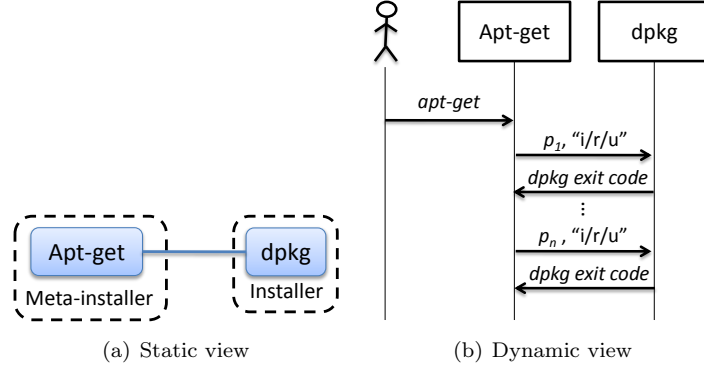 Apt-get
dpkg
Meta-installer
Installer
(a) Static view
Apt-get
dpkg
apt-get
p1, “i/r/u”
dpkg exit code
...
pn , “i/r/u”
dpkg exit code
(b) Dynamic view